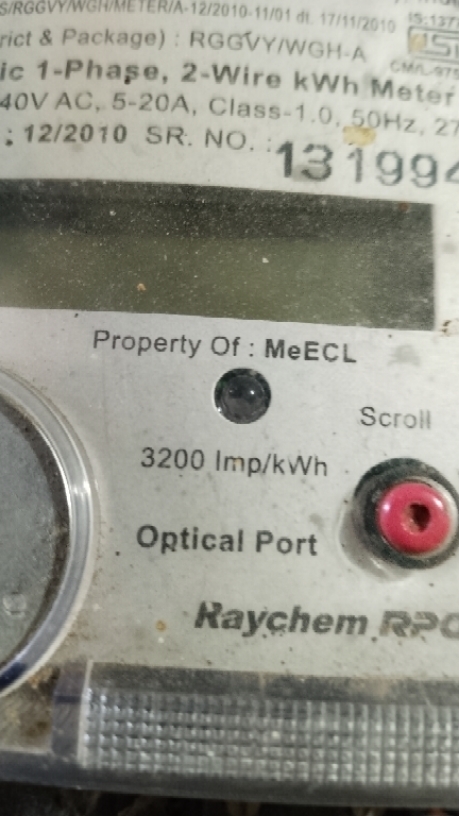 S/RGGVY/WGH/METER/A-12/2010-11/01 dt. 17/11/2010
rict & Package) : RGGVY/WGH-A
ic 1-Phase, 2-Wire kWh Meter
40V AC, 5-20A, Class-1.0, 50Hz, 27
: 12/2010 SR. NO. : 131994
Property Of : MeECL
Scroll
3200 Imp/kWh
Optical Port
Raychem RPG